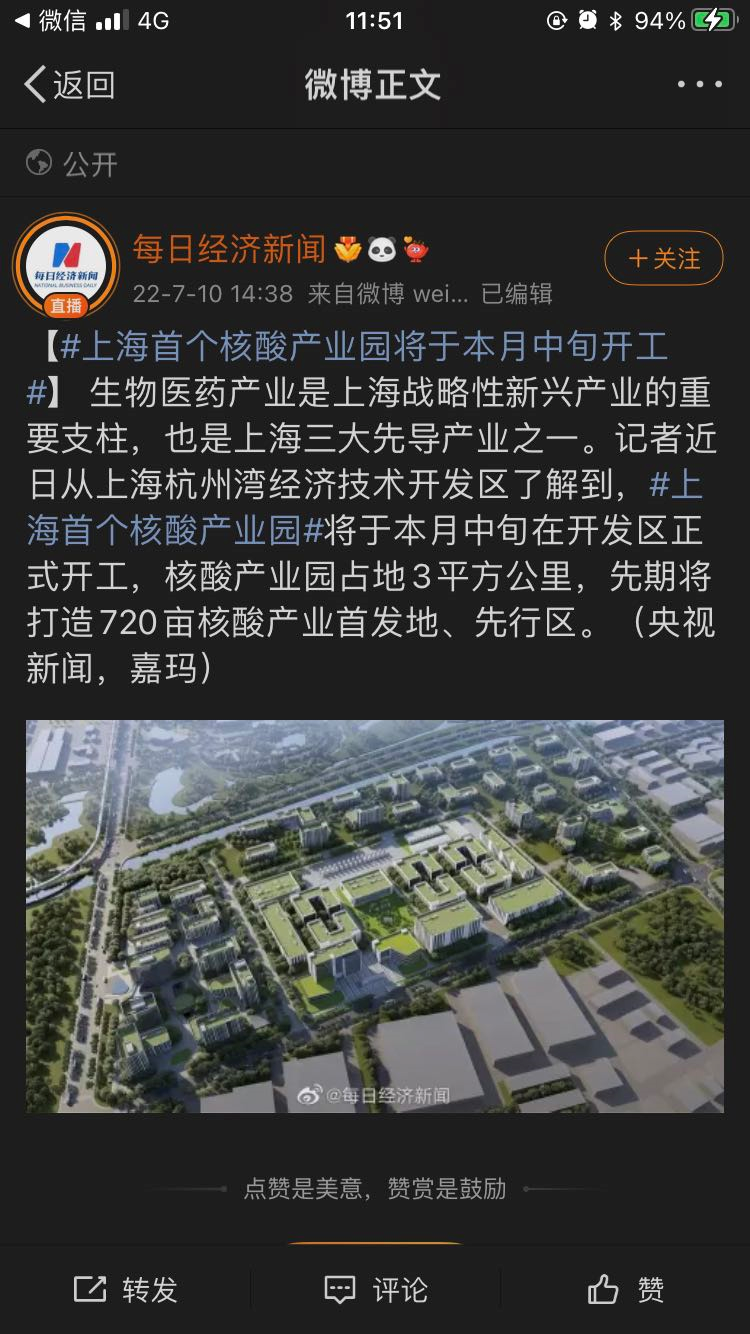 微信 4G 11:51 94%
返回 微博正文
公开
每日经济新闻
NATIONAL BUSINESS DAILY
直播
每日经济新闻
+关注
22-7-10 14:38 来自微博 wei... 已编辑
【#上海首个核酸产业园将于本月中旬开工
#】 生物医药产业是上海战略性新兴产业的重
要支柱，也是上海三大先导产业之一。记者近
日从上海杭州湾经济技术开发区了解到，#上
海首个核酸产业园#将于本月中旬在开发区正
式开工，核酸产业园占地3平方公里，先期将
打造720亩核酸产业首发地、先行区。（央视
新闻，嘉玛）
@每日经济新闻
点赞是美意，赞赏是鼓励
转发 评论 赞